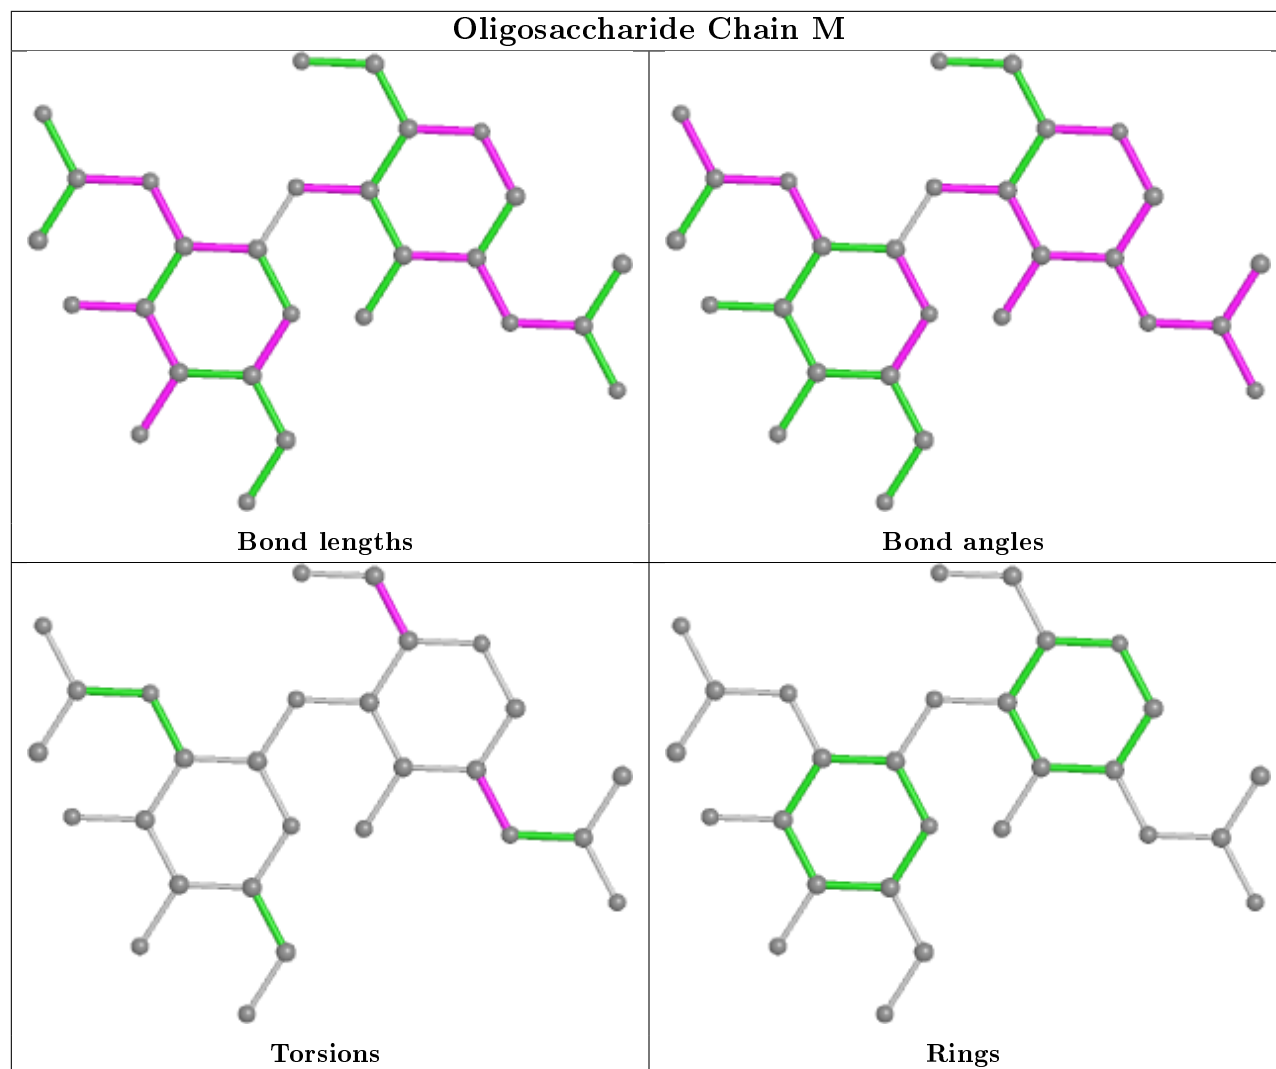 Oligosaccharide Chain M
Bond lengths
Bond angles
Torsions
Rings